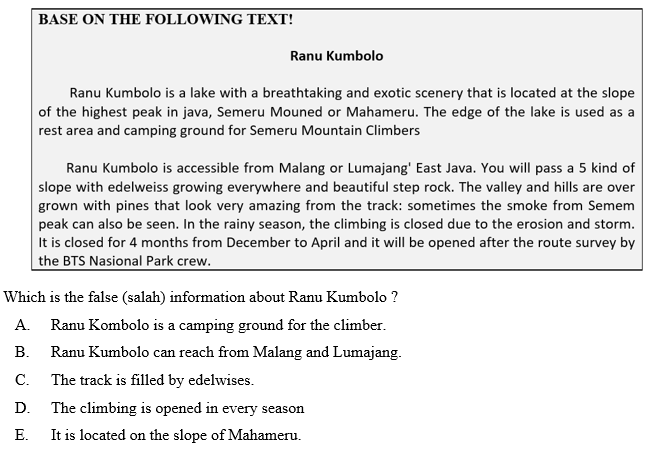 BASE ON THE FOLLOWING TEXT!
Ranu Kumbolo
Ranu Kumbolo is a lake with a breathtaking and exotic scenery that is located at the slope
of the highest peak in java, Semeru Mouned or Mahameru. The edge of the lake is used as a
rest area and camping ground for Semeru Mountain Climbers
Ranu Kumbolo is accessible from Malang or Lumajang' East Java. You will pass a 5 kind of
slope with edelweiss growing everywhere and beautiful step rock. The valley and hills are over
grown with pines that look very amazing from the track: sometimes the smoke from Semem
peak can also be seen. In the rainy season, the climbing is closed due to the erosion and storm.
It is closed for 4 months from December to April and it will be opened after the route survey by
the BTS Nasional Park crew.
Which is the false (salah) information about Ranu Kumbolo ?
A. Ranu Kombolo is a camping ground for the climber.
B. Ranu Kumbolo can reach from Malang and Lumajang.
C. The track is filled by edelwises.
D. The climbing is opened in every season
E. It is located on the slope of Mahameru.